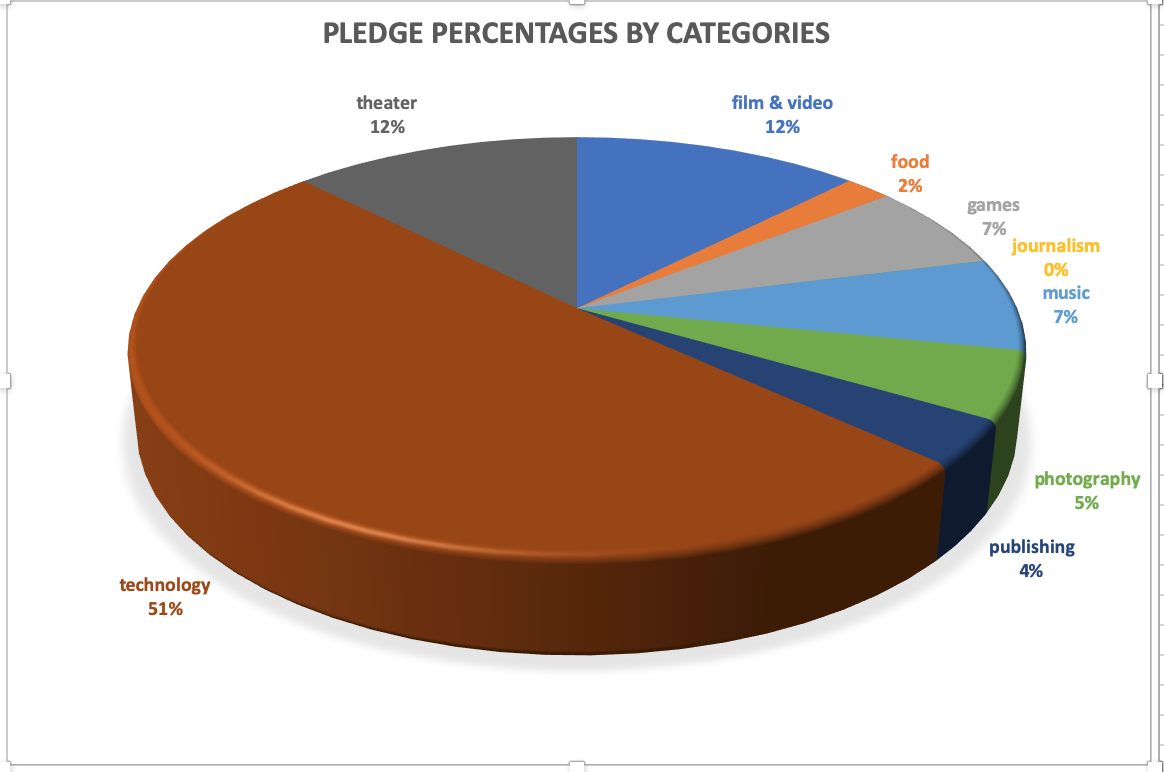 PLEDGE PERCENTAGES BY CATEGORIES
theater
12%
film & video
12%
food
2%
games
7%
journalism
0%
music
7%
photography
5%
publishing
4%
technology
51%